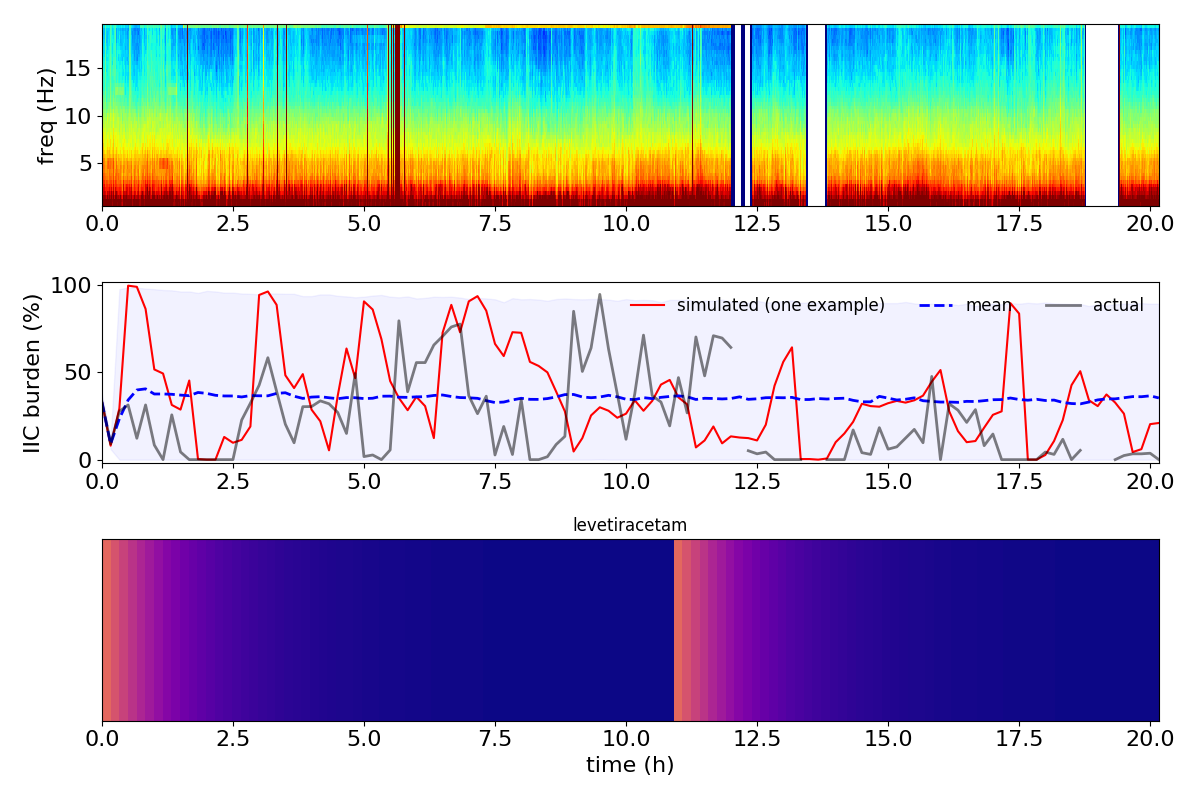 freq (Hz)
15
10
5
0.0 2.5 5.0 7.5 10.0 12.5 15.0 17.5 20.0
IIC burden (%)
100
50
0
simulated (one example) mean actual
0.0 2.5 5.0 7.5 10.0 12.5 15.0 17.5 20.0
levetiracetam
0.0 2.5 5.0 7.5 10.0 12.5 15.0 17.5 20.0
time (h)